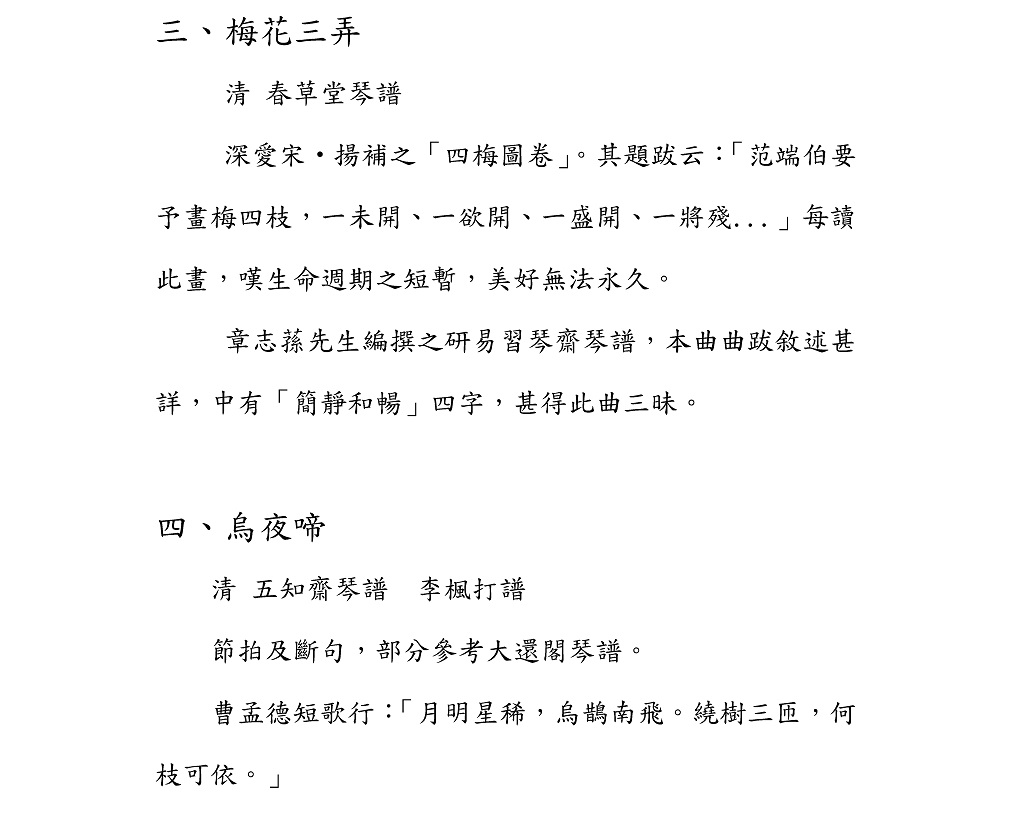 三、梅花三弄
清 春草堂琴譜
深愛宋・揚補之「四梅圖卷」。其題跋云：「范端伯要
予畫梅四枝，一未開、一欲開、一盛開、一將殘...」每讀
此畫，嘆生命週期之短暫，美好無法永久。
章志蓀先生編撰之研易習琴齋琴譜，本曲曲跋敘述甚
詳，中有「簡靜和暢」四字，甚得此曲三昧。
四、烏夜啼
清 五知齋琴譜　李楓打譜
節拍及斷句，部分參考大還閣琴譜。
曹孟德短歌行：「月明星稀，烏鵲南飛。繞樹三匝，何
枝可依。」